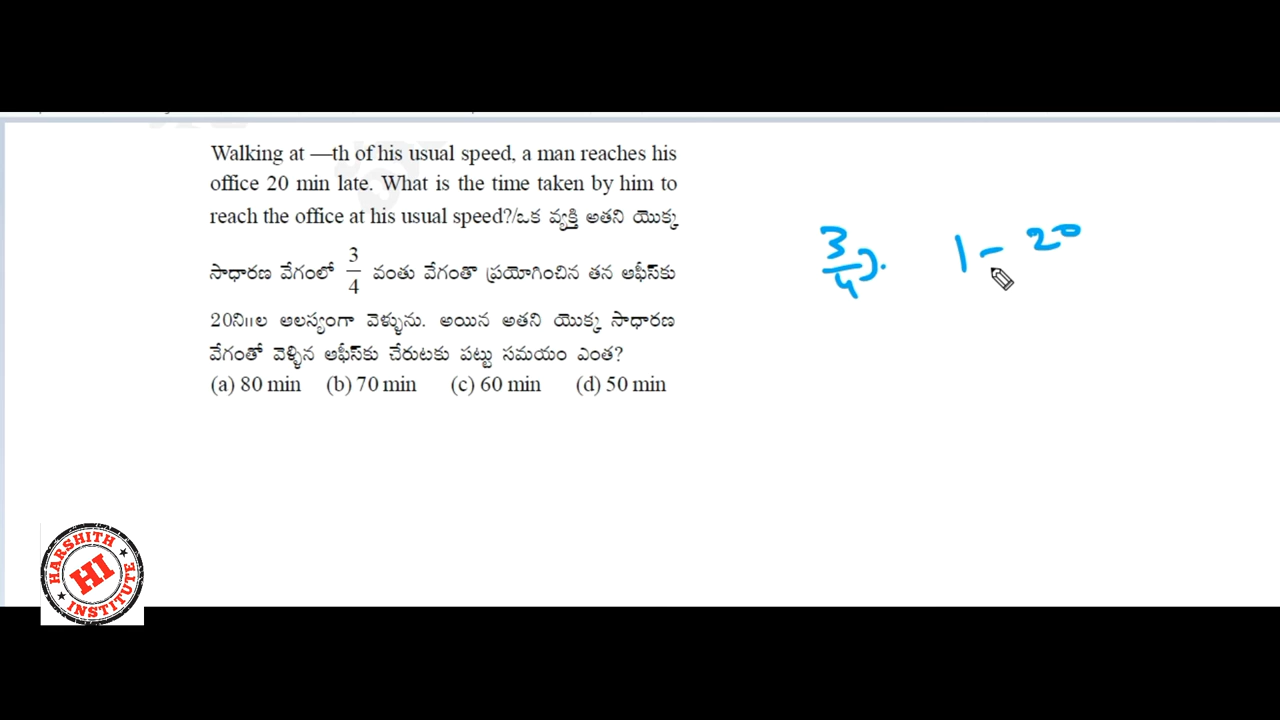 Walking at —th of his usual speed, a man reaches his
office 20 min late. What is the time taken by him to
reach the office at his usual speed?/ఒక వ్యక్తి అతని యొక్క
సాధారణ వేగంలో 3/4 వంతు వేగంతో ప్రయోగించిన తన ఆఫీస్‌కు
20ని॥ల ఆలస్యంగా వెళ్ళును. అయిన అతని యొక్క సాధారణ
వేగంతో వెళ్ళిన ఆఫీస్‌కు చేరుటకు పట్టు సమయం ఎంత?
(a) 80 min (b) 70 min (c) 60 min (d) 50 min
3/4). 1 - 20
HARSHITH
HI
INSTITUTE